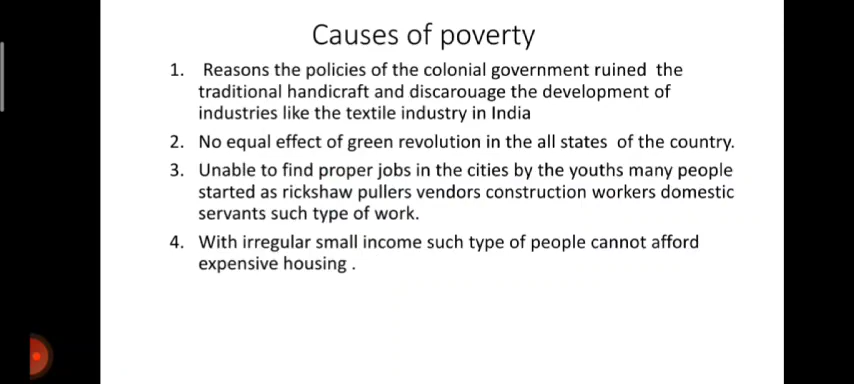 Causes of poverty
1. Reasons the policies of the colonial government ruined the
traditional handicraft and discarouage the development of
industries like the textile industry in India
2. No equal effect of green revolution in the all states of the country.
3. Unable to find proper jobs in the cities by the youths many people
started as rickshaw pullers vendors construction workers domestic
servants such type of work.
4. With irregular small income such type of people cannot afford
expensive housing .